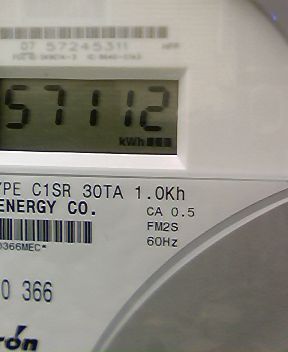 07 57245311
57112
kWh
YPE C1SR 30TA 1.0Kh
ENERGY CO.
CA 0.5
FM2S
60Hz
0366MEC*
0 366
rón